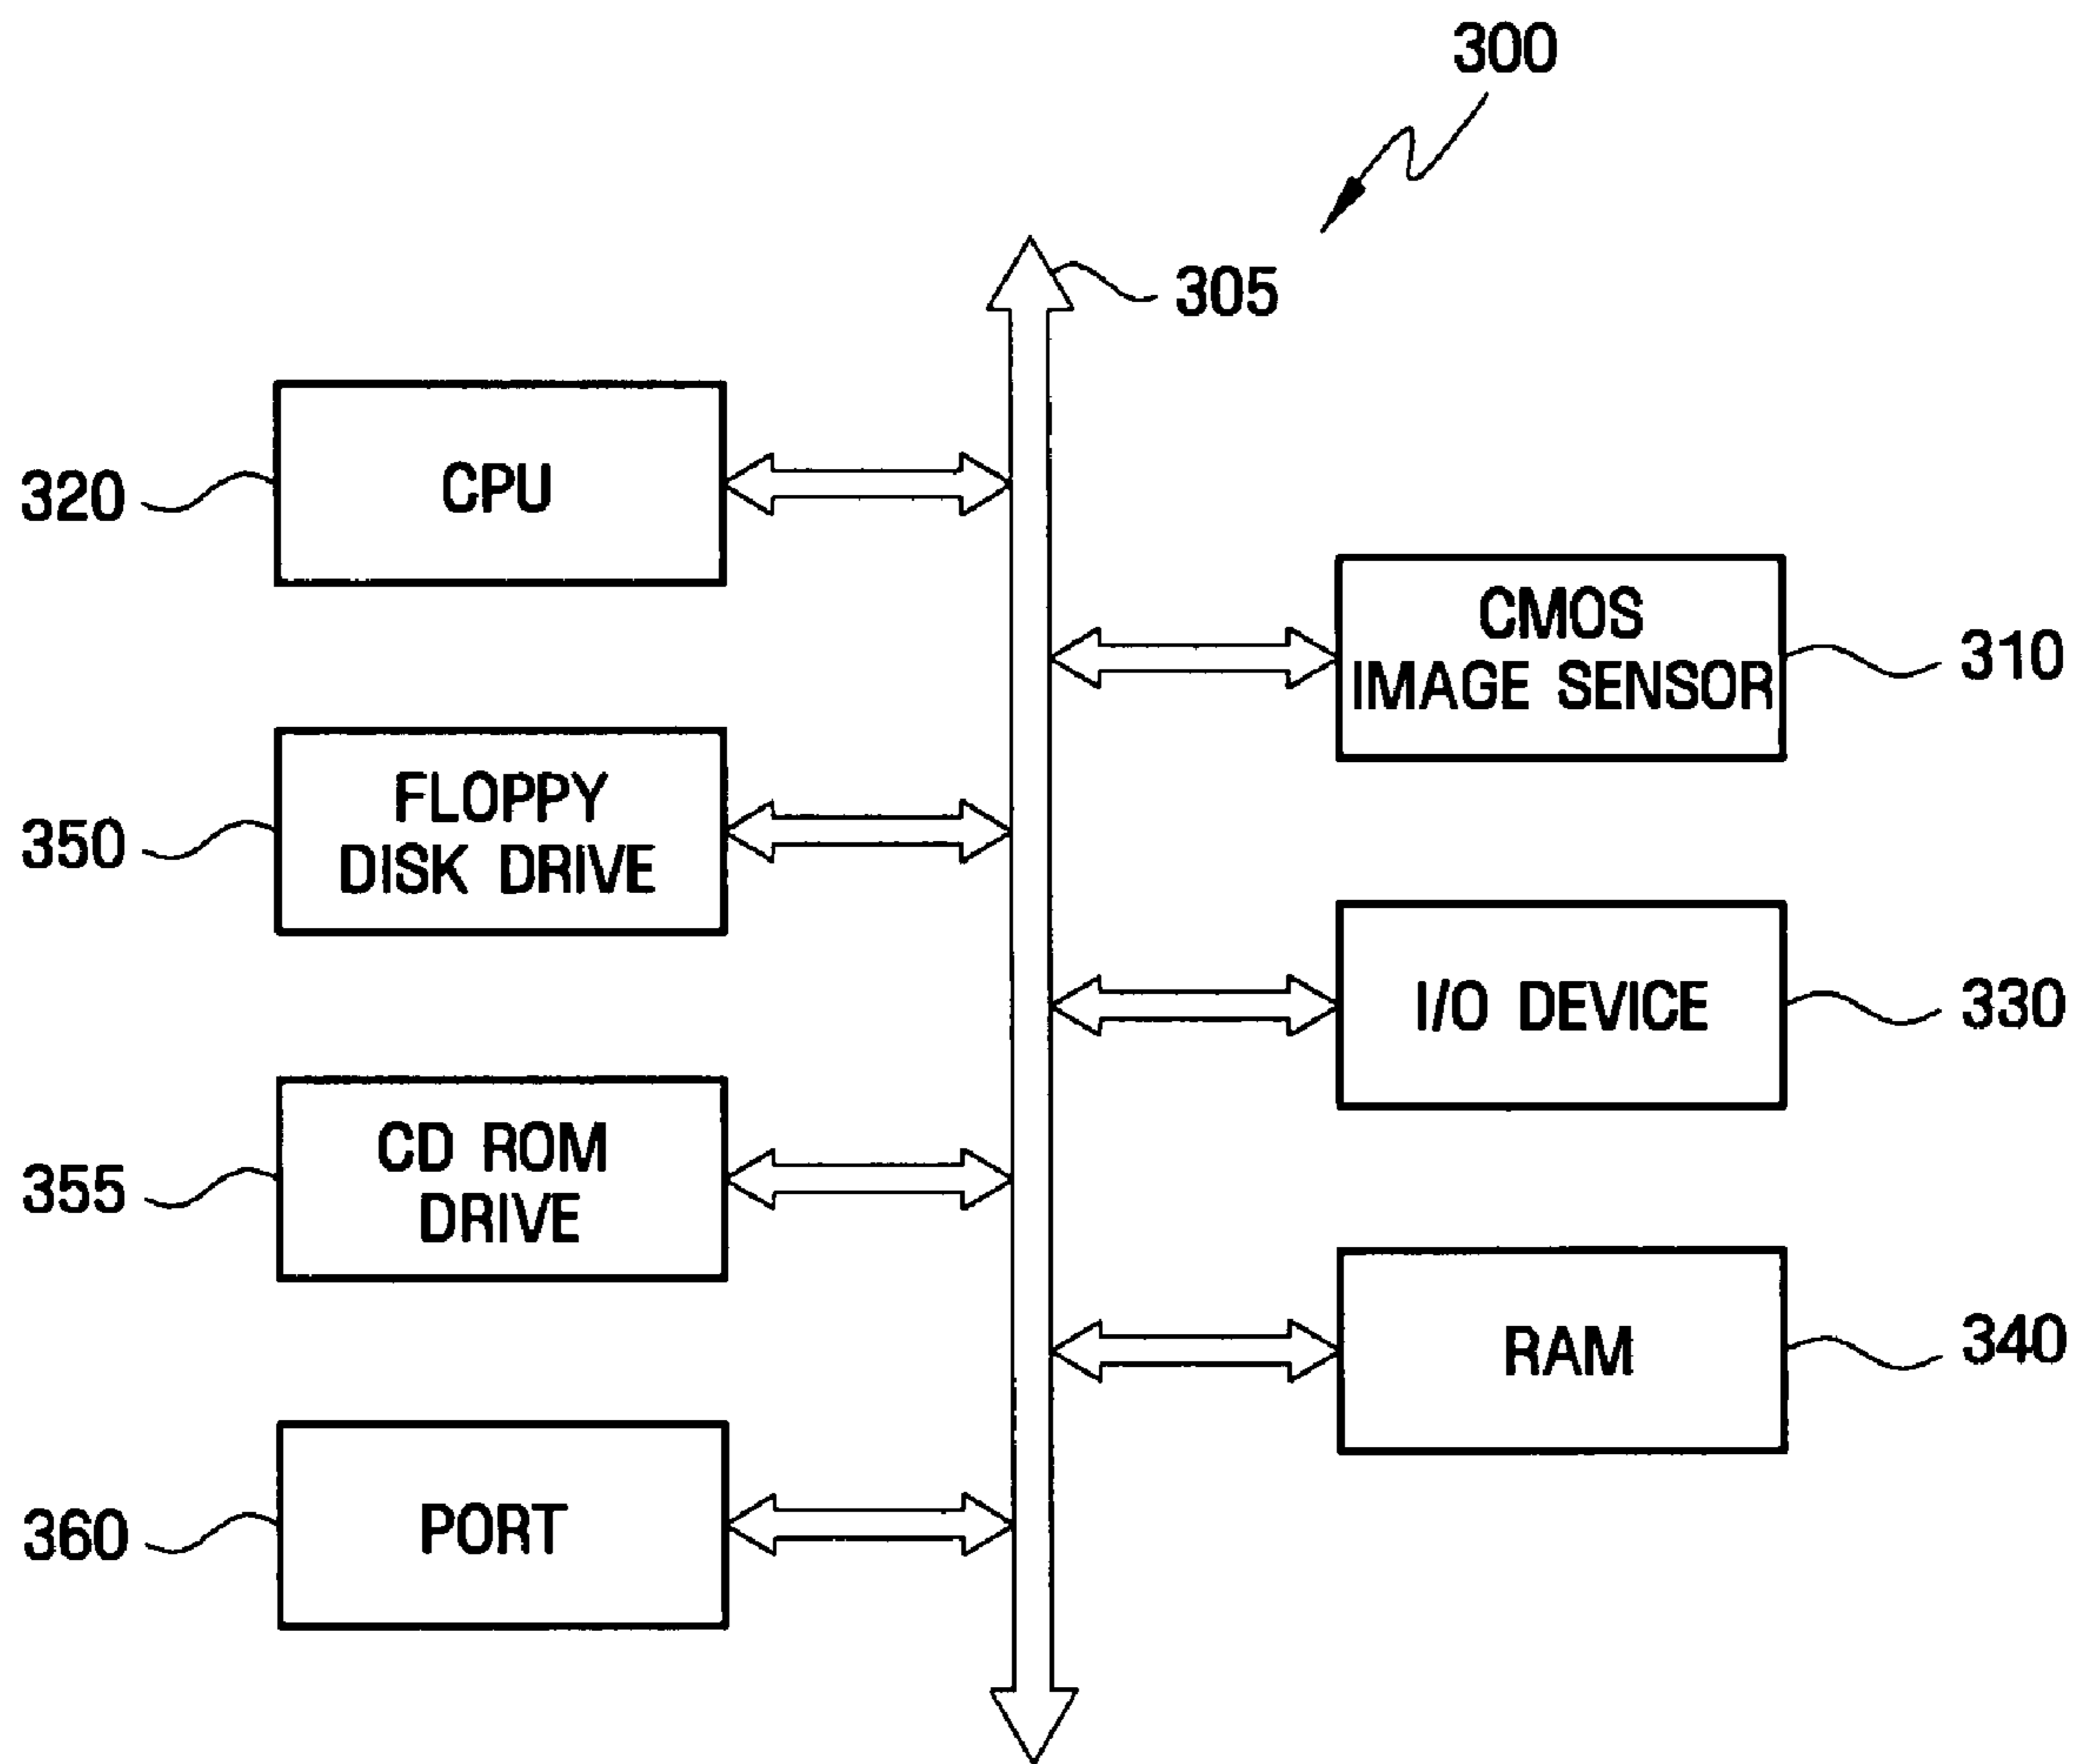 300
305
320
CPU
CMOS
IMAGE SENSOR
310
350
FLOPPY
DISK DRIVE
I/O DEVICE
330
355
CD ROM
DRIVE
RAM
340
360
PORT